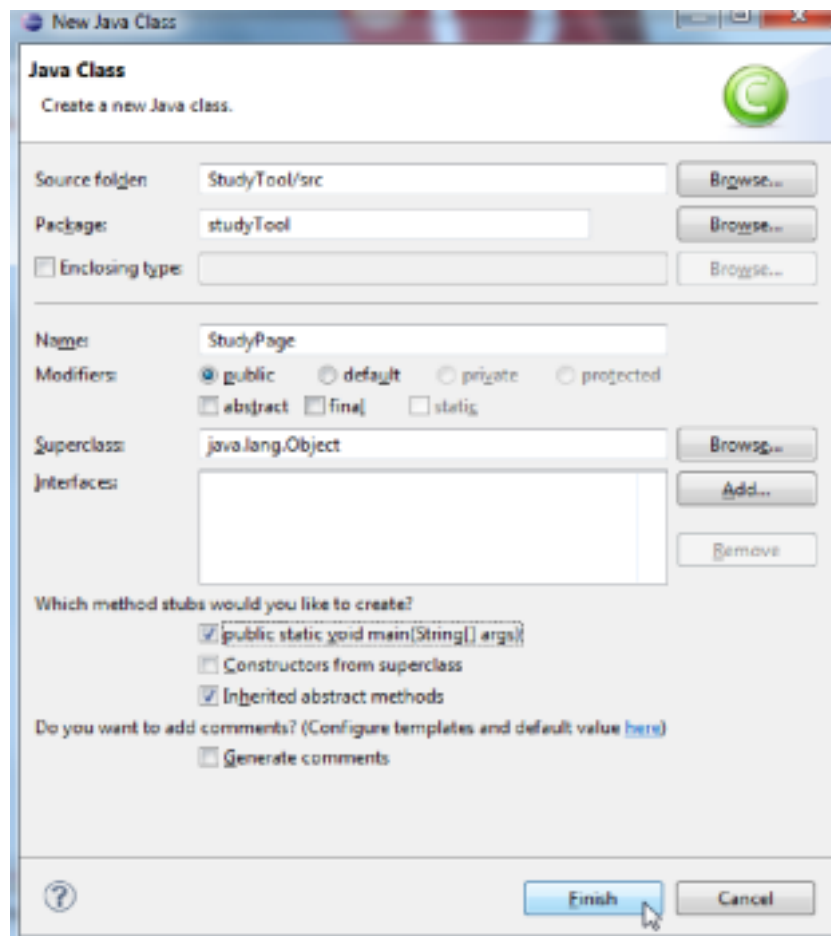 New Java Class
Java Class
Create a new Java class.
Source folder: StudyTool/src Browse...
Package: studyTool Browse...
Enclosing type: Browse...
Name: StudyPage
Modifiers: public default private protected
abstract final static
Superclass: java.lang.Object Browse...
Interfaces: Add...
Remove
Which method stubs would you like to create?
public static void main(String[] args)
Constructors from superclass
Inherited abstract methods
Do you want to add comments? (Configure templates and default value here)
Generate comments
? Finish Cancel